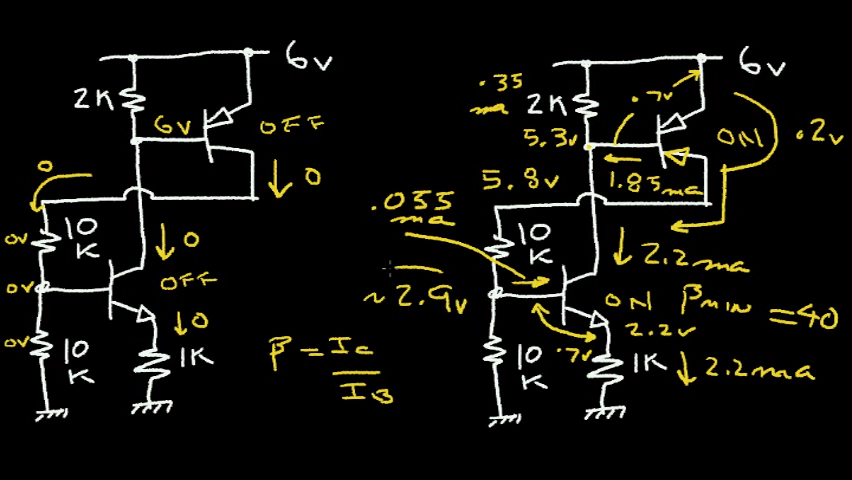 6v
2K
6v
OFF
0
0
0v
10
K
0
0v
OFF
0
0v
10
K
1K
β = Ic
IB
6v
.35
ma
2K
.7v
5.3v
ON
.2v
5.8v
1.85ma
.055
ma
10
K
2.2ma
~2.9v
ON
βMIN
=40
2.2v
.7v
10
K
1K
2.2ma